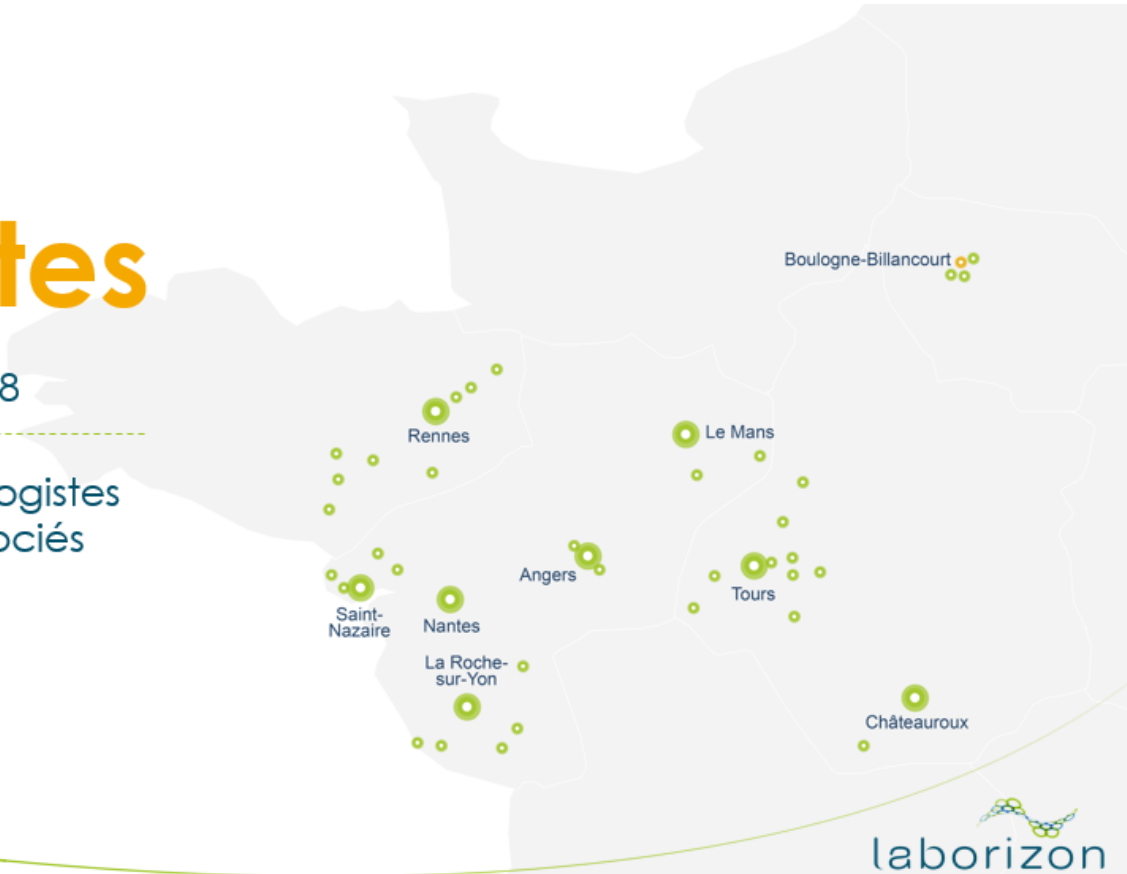 tes
8
ogistes
ociés
Boulogne-Billancourt
Rennes
Le Mans
Angers
Tours
Saint-
Nazaire
Nantes
La Roche-
sur-Yon
Châteauroux
laborizon